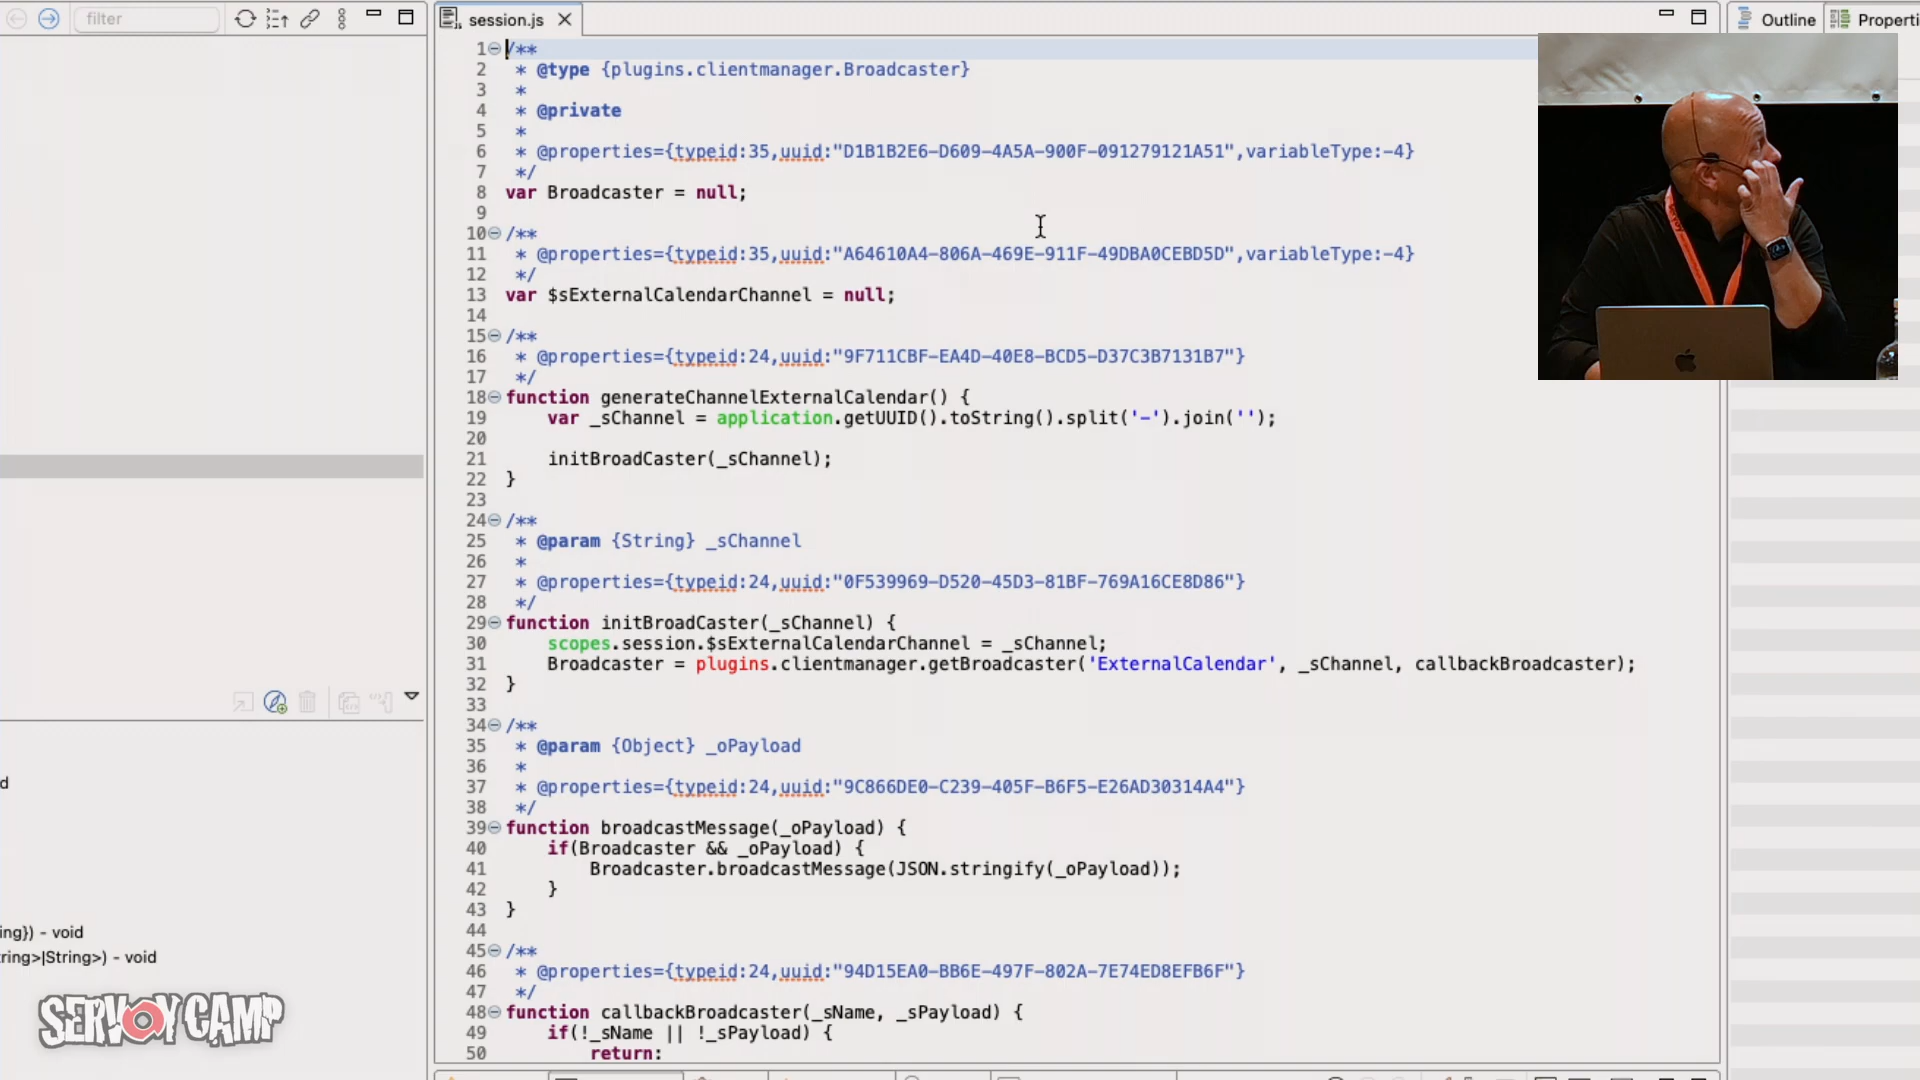 filter
session.js
Outline
Properti
1 /**
2 * @type {plugins.clientmanager.Broadcaster}
3 *
4 * @private
5 *
6 * @properties={typeid:35,uuid:"D1B1B2E6-D609-4A5A-900F-091279121A51",variableType:-4}
7 */
8 var Broadcaster = null;
9
10 /**
11 * @properties={typeid:35,uuid:"A64610A4-806A-469E-911F-49DBA0CEBD5D",variableType:-4}
12 */
13 var $sExternalCalendarChannel = null;
14
15 /**
16 * @properties={typeid:24,uuid:"9F711CBF-EA4D-40E8-BCD5-D37C3B7131B7"}
17 */
18 function generateChannelExternalCalendar() {
19 var _sChannel = application.getUUID().toString().split('-').join('');
20
21 initBroadCaster(_sChannel);
22 }
23
24 /**
25 * @param {String} _sChannel
26 *
27 * @properties={typeid:24,uuid:"0F539969-D520-45D3-81BF-769A16CE8D86"}
28 */
29 function initBroadCaster(_sChannel) {
30 scopes.session.$sExternalCalendarChannel = _sChannel;
31 Broadcaster = plugins.clientmanager.getBroadcaster('ExternalCalendar', _sChannel, callbackBroadcaster);
32 }
33
34 /**
35 * @param {Object} _oPayload
36 *
37 * @properties={typeid:24,uuid:"9C866DE0-C239-405F-B6F5-E26AD30314A4"}
38 */
39 function broadcastMessage(_oPayload) {
40 if(Broadcaster && _oPayload) {
41 Broadcaster.broadcastMessage(JSON.stringify(_oPayload));
42 }
43 }
44
45 /**
46 * @properties={typeid:24,uuid:"94D15EA0-BB6E-497F-802A-7E74ED8EFB6F"}
47 */
48 function callbackBroadcaster(_sName, _sPayload) {
49 if(!_sName || !_sPayload) {
50 return;
d
ing}) - void
ring>|String>) - void
SERVOY CAMP